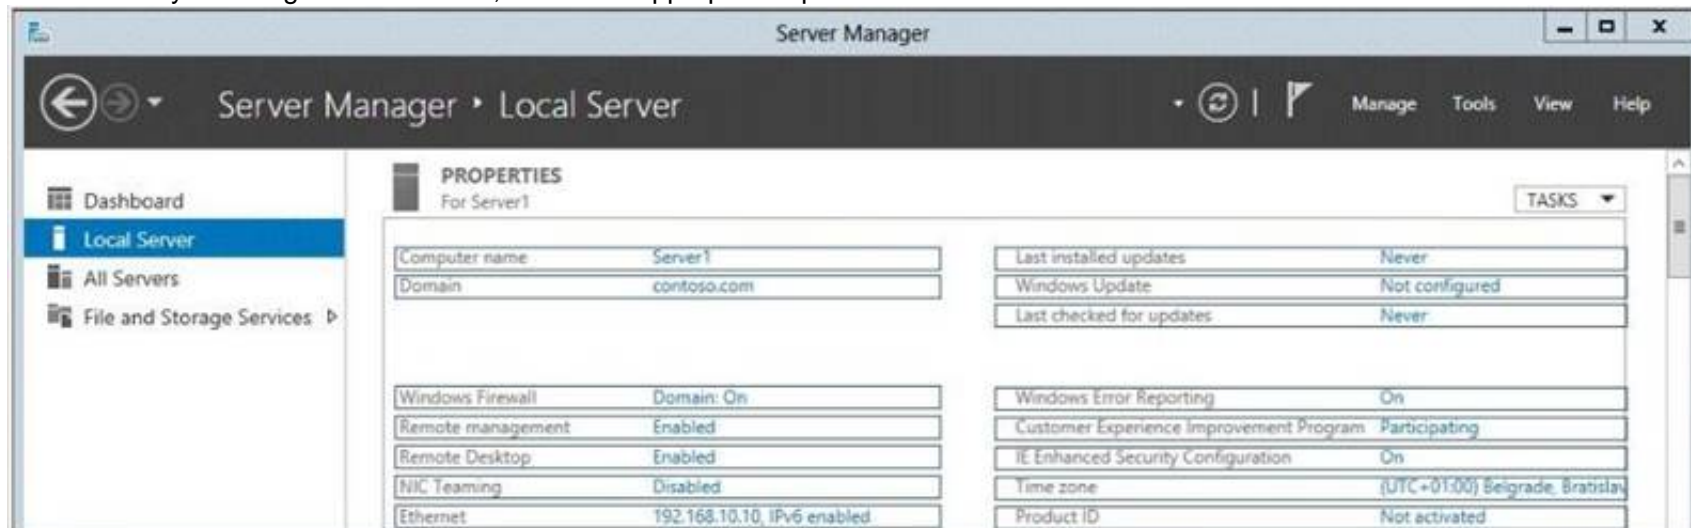 Server Manager
Server Manager • Local Server
Manage Tools View Help
Dashboard
Local Server
All Servers
File and Storage Services
PROPERTIES
For Server1
TASKS
Computer name Server1
Domain contoso.com
Last installed updates Never
Windows Update Not configured
Last checked for updates Never
Windows Firewall Domain: On
Remote management Enabled
Remote Desktop Enabled
NIC Teaming Disabled
Ethernet 192.168.10.10, IPv6 enabled
Windows Error Reporting On
Customer Experience Improvement Program Participating
IE Enhanced Security Configuration On
Time zone (UTC+01:00) Belgrade, Bratislav
Product ID Not activated